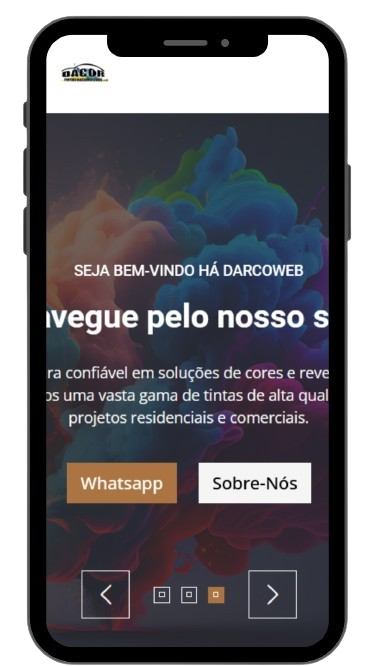 DACOR
SEJA BEM-VINDO HÁ DARCOWEB
avegue pelo nosso s
ra confiável em soluções de cores e reve
os uma vasta gama de tintas de alta qual
projetos residenciais e comerciais.
Whatsapp
Sobre-Nós